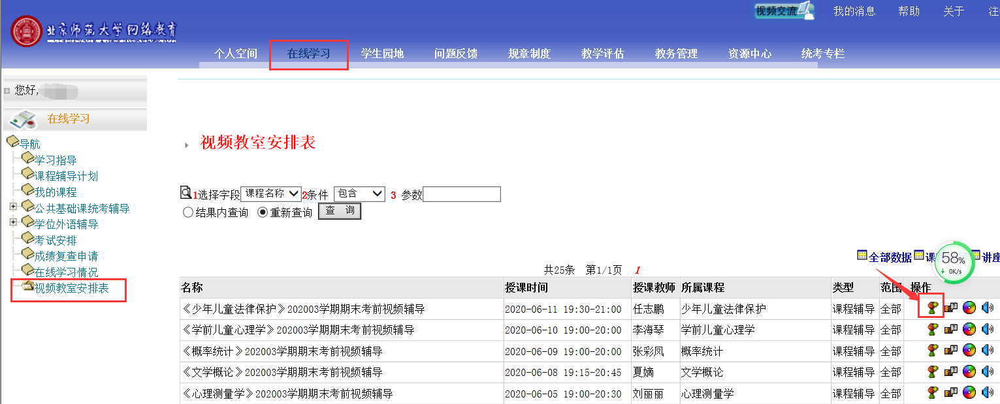 视频交流 我的消息 帮助 关于
北京师范大学网络教育
个人空间 在线学习 学生园地 问题反馈 规章制度 教学评估 教务管理 资源中心 统考专栏
您好,
在线学习
导航
学习指导
课程辅导计划
我的课程
公共基础课统考辅导
学位外语辅导
考试安排
成绩复查申请
在线学习情况
视频教室安排表
视频教室安排表
1选择字段 课程名称 2条件 包含 3 参数
结果内查询 重新查询 查 询
全部数据 课 讲座
58%
0K/s
共25条 第1/1页 1
名称 授课时间 授课教师 所属课程 类型 范围 操作
《少年儿童法律保护》202003学期期末考前视频辅导 2020-06-11 19:30-21:00 任志鹏 少年儿童法律保护 课程辅导 全部
《学前儿童心理学》202003学期期末考前视频辅导 2020-06-10 19:00-20:00 李海琴 学前儿童心理学 课程辅导 全部
《概率统计》202003学期期末考前视频辅导 2020-06-09 19:00-20:00 张彩凤 概率统计 课程辅导 全部
《文学概论》202003学期期末考前视频辅导 2020-06-08 19:15-20:45 夏嫡 文学概论 课程辅导 全部
《心理测量学》202003学期期末考前视频辅导 2020-06-05 19:00-20:30 刘丽丽 心理测量学 课程辅导 全部